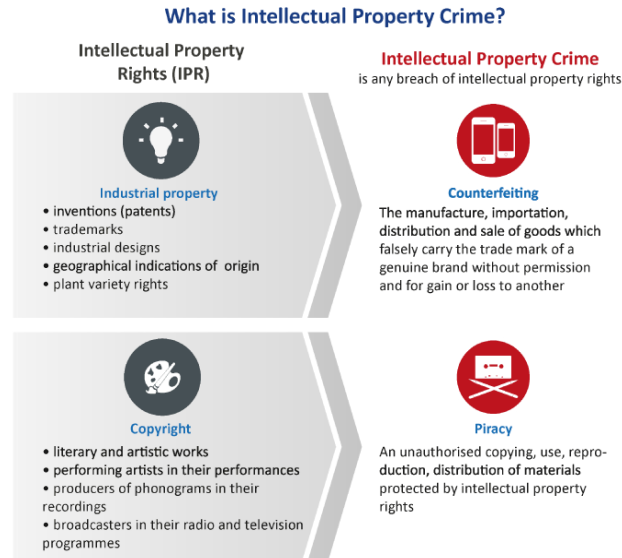 What is Intellectual Property Crime?
Intellectual Property
Rights (IPR)
Intellectual Property Crime
is any breach of intellectual property rights
Industrial property
• inventions (patents)
• trademarks
• industrial designs
• geographical indications of origin
• plant variety rights
Counterfeiting
The manufacture, importation,
distribution and sale of goods which
falsely carry the trade mark of a
genuine brand without permission
and for gain or loss to another
Copyright
• literary and artistic works
• performing artists in their performances
• producers of phonograms in their
recordings
• broadcasters in their radio and television
programmes
Piracy
An unauthorised copying, use, repro-
duction, distribution of materials
protected by intellectual property
rights